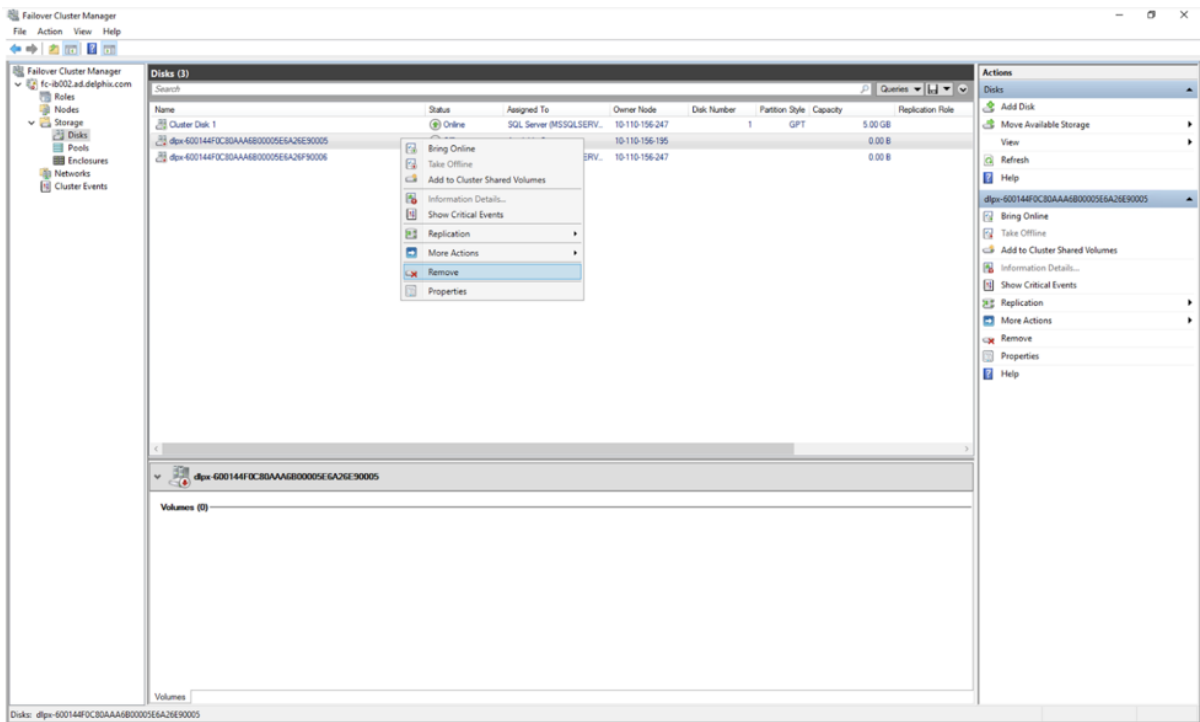 Failover Cluster Manager
File Action View Help
Failover Cluster Manager
fc-ib002.ad.delphix.com
Roles
Nodes
Storage
Disks
Pools
Enclosures
Networks
Cluster Events
Disks (3)
Search
Queries
Name Status Assigned To Owner Node Disk Number Partition Style Capacity Replication Role
Cluster Disk 1 Online SQL Server (MSSQLSERV... 10-110-156-247 1 GPT 5.00 GB
dlpx-600144F0C80AAA6B00005E6A26E90005 10-110-156-195 0.00 B
dlpx-600144F0C80AAA6B00005E6A26F90006 ERV... 10-110-156-247 0.00 B
Bring Online
Take Offline
Add to Cluster Shared Volumes
Information Details...
Show Critical Events
Replication
More Actions
Remove
Properties
dlpx-600144F0C80AAA6B00005E6A26E90005
Volumes (0)
Volumes
Actions
Disks
Add Disk
Move Available Storage
View
Refresh
Help
dlpx-600144F0C80AAA6B00005E6A26E90005
Bring Online
Take Offline
Add to Cluster Shared Volumes
Information Details...
Show Critical Events
Replication
More Actions
Remove
Properties
Help
Disks: dlpx-600144F0C80AAA6B00005E6A26E90005